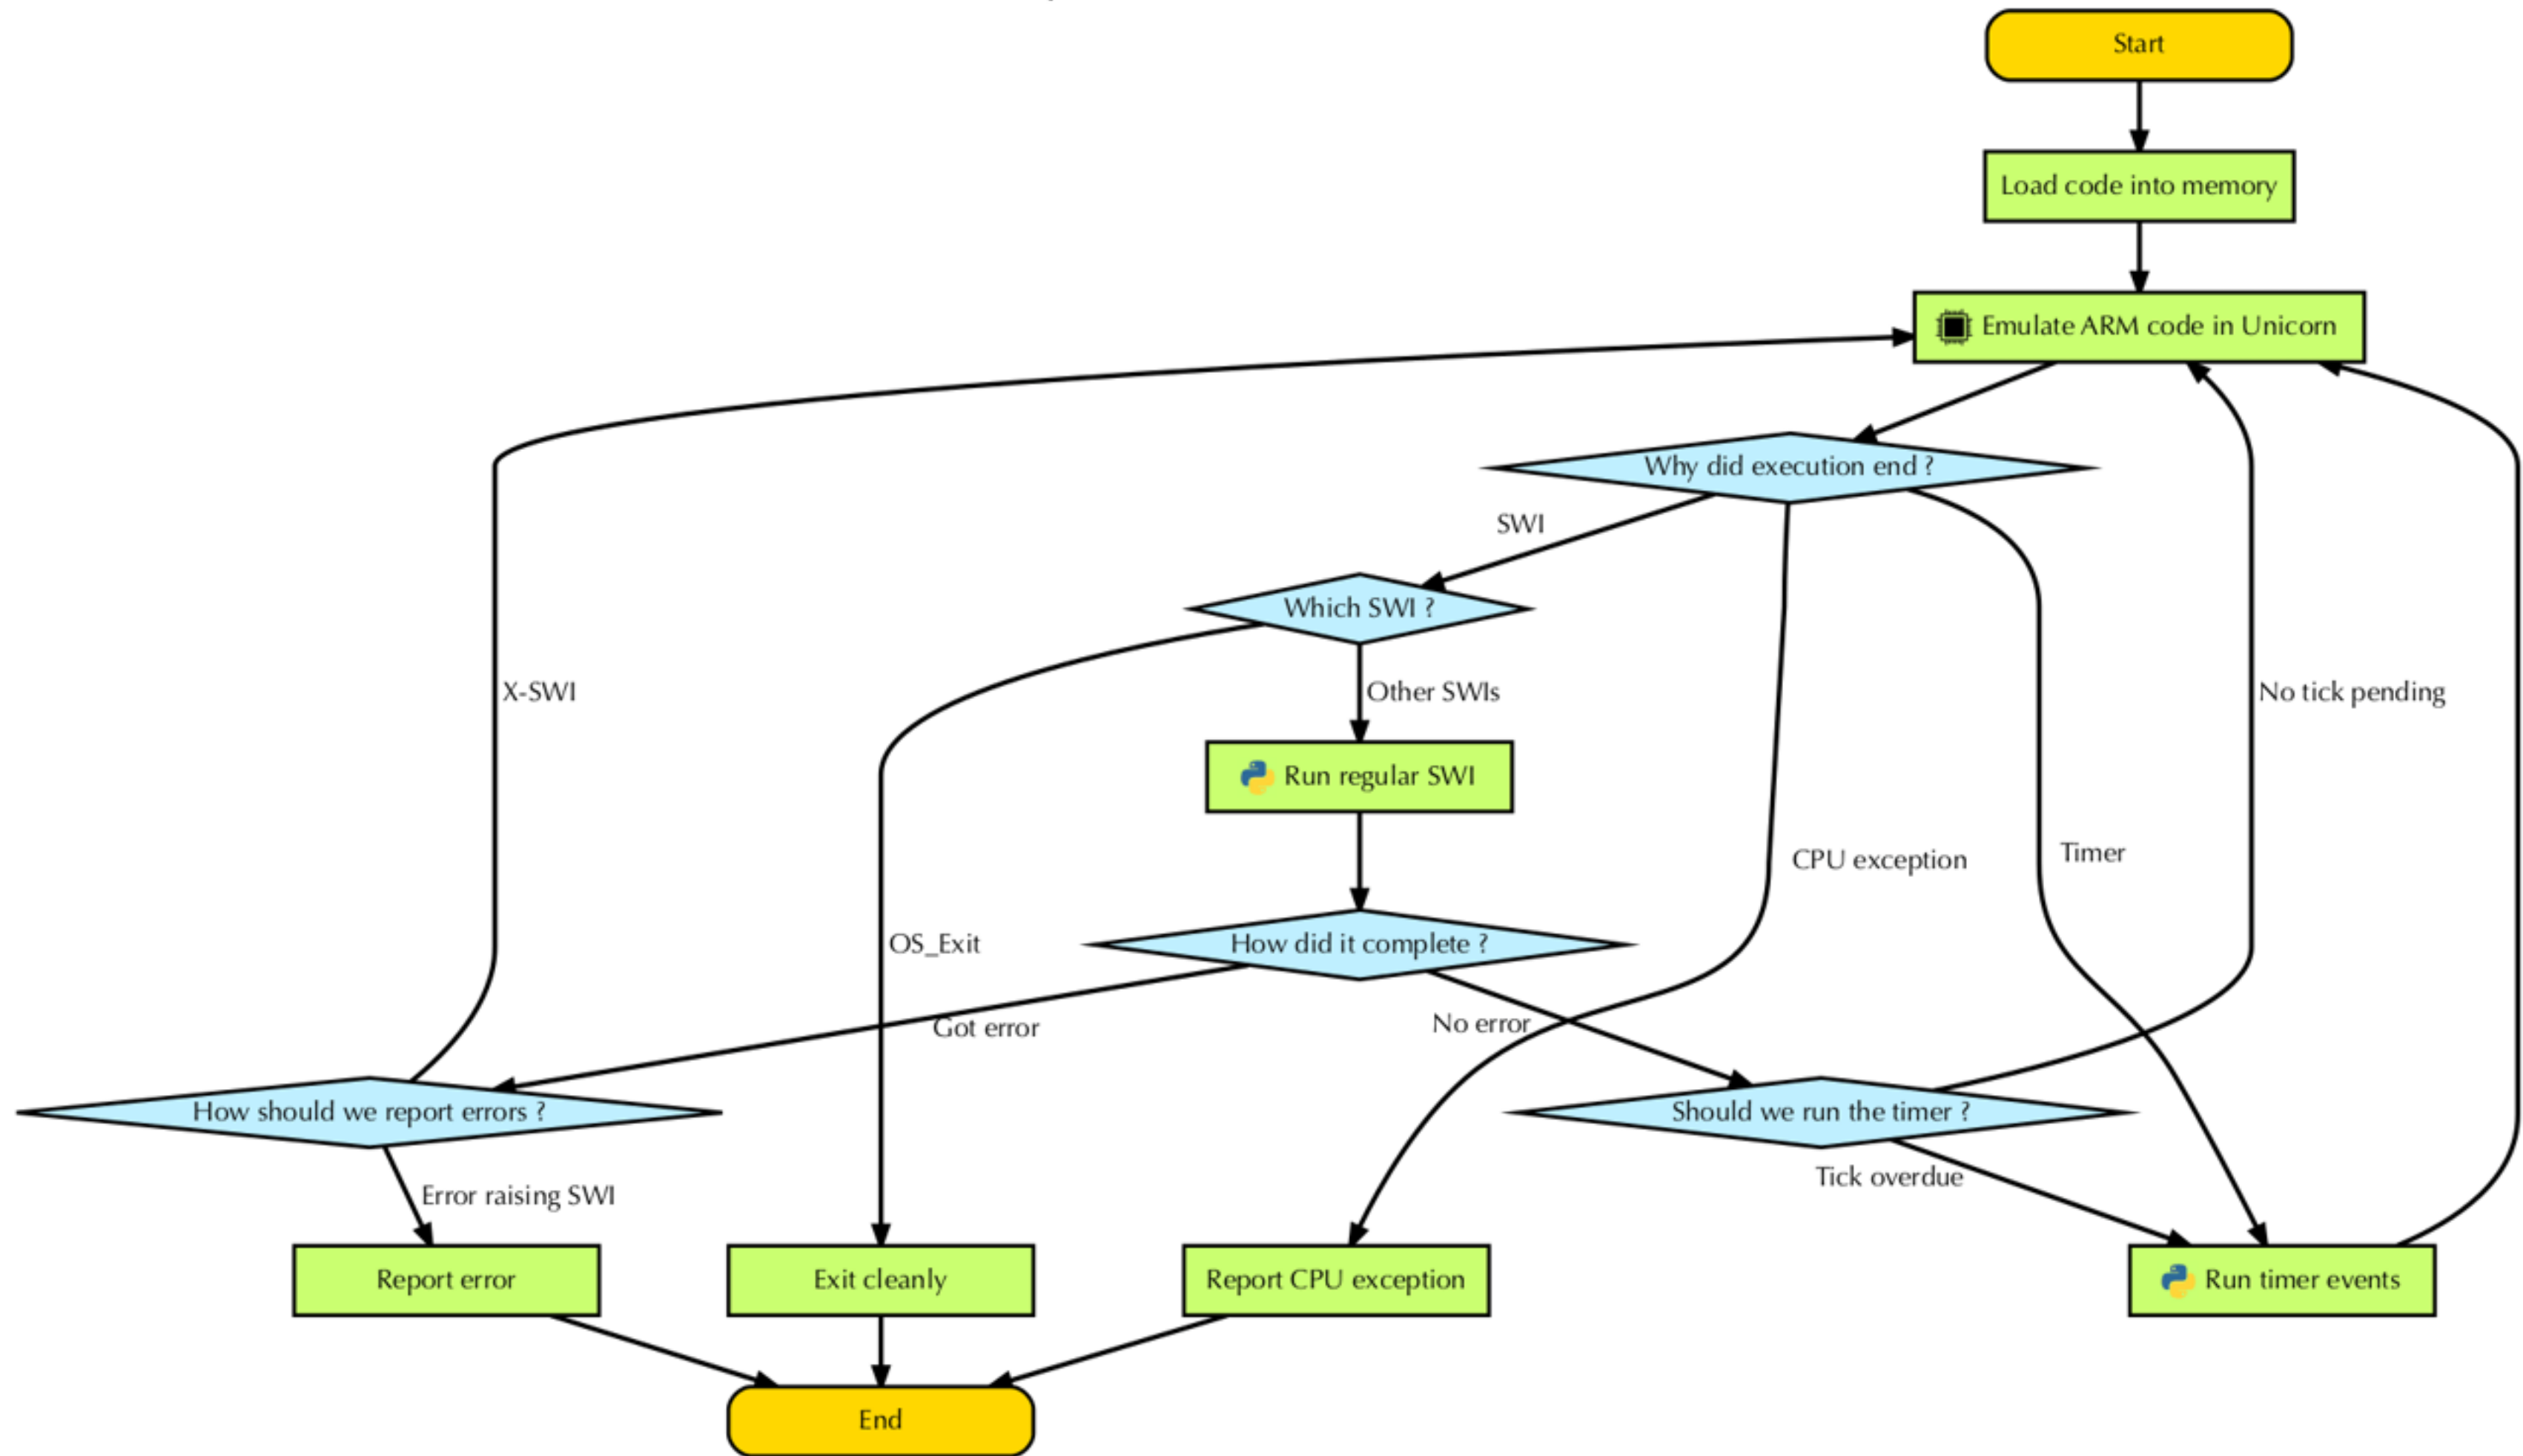 Start
Load code into memory
Emulate ARM code in Unicorn
Why did execution end ?
SWI
Which SWI ?
X-SWI
Other SWIs
No tick pending
Run regular SWI
CPU exception
Timer
OS_Exit
How did it complete ?
Got error
No error
How should we report errors ?
Should we run the timer ?
Tick overdue
Error raising SWI
Report error
Exit cleanly
Report CPU exception
Run timer events
End